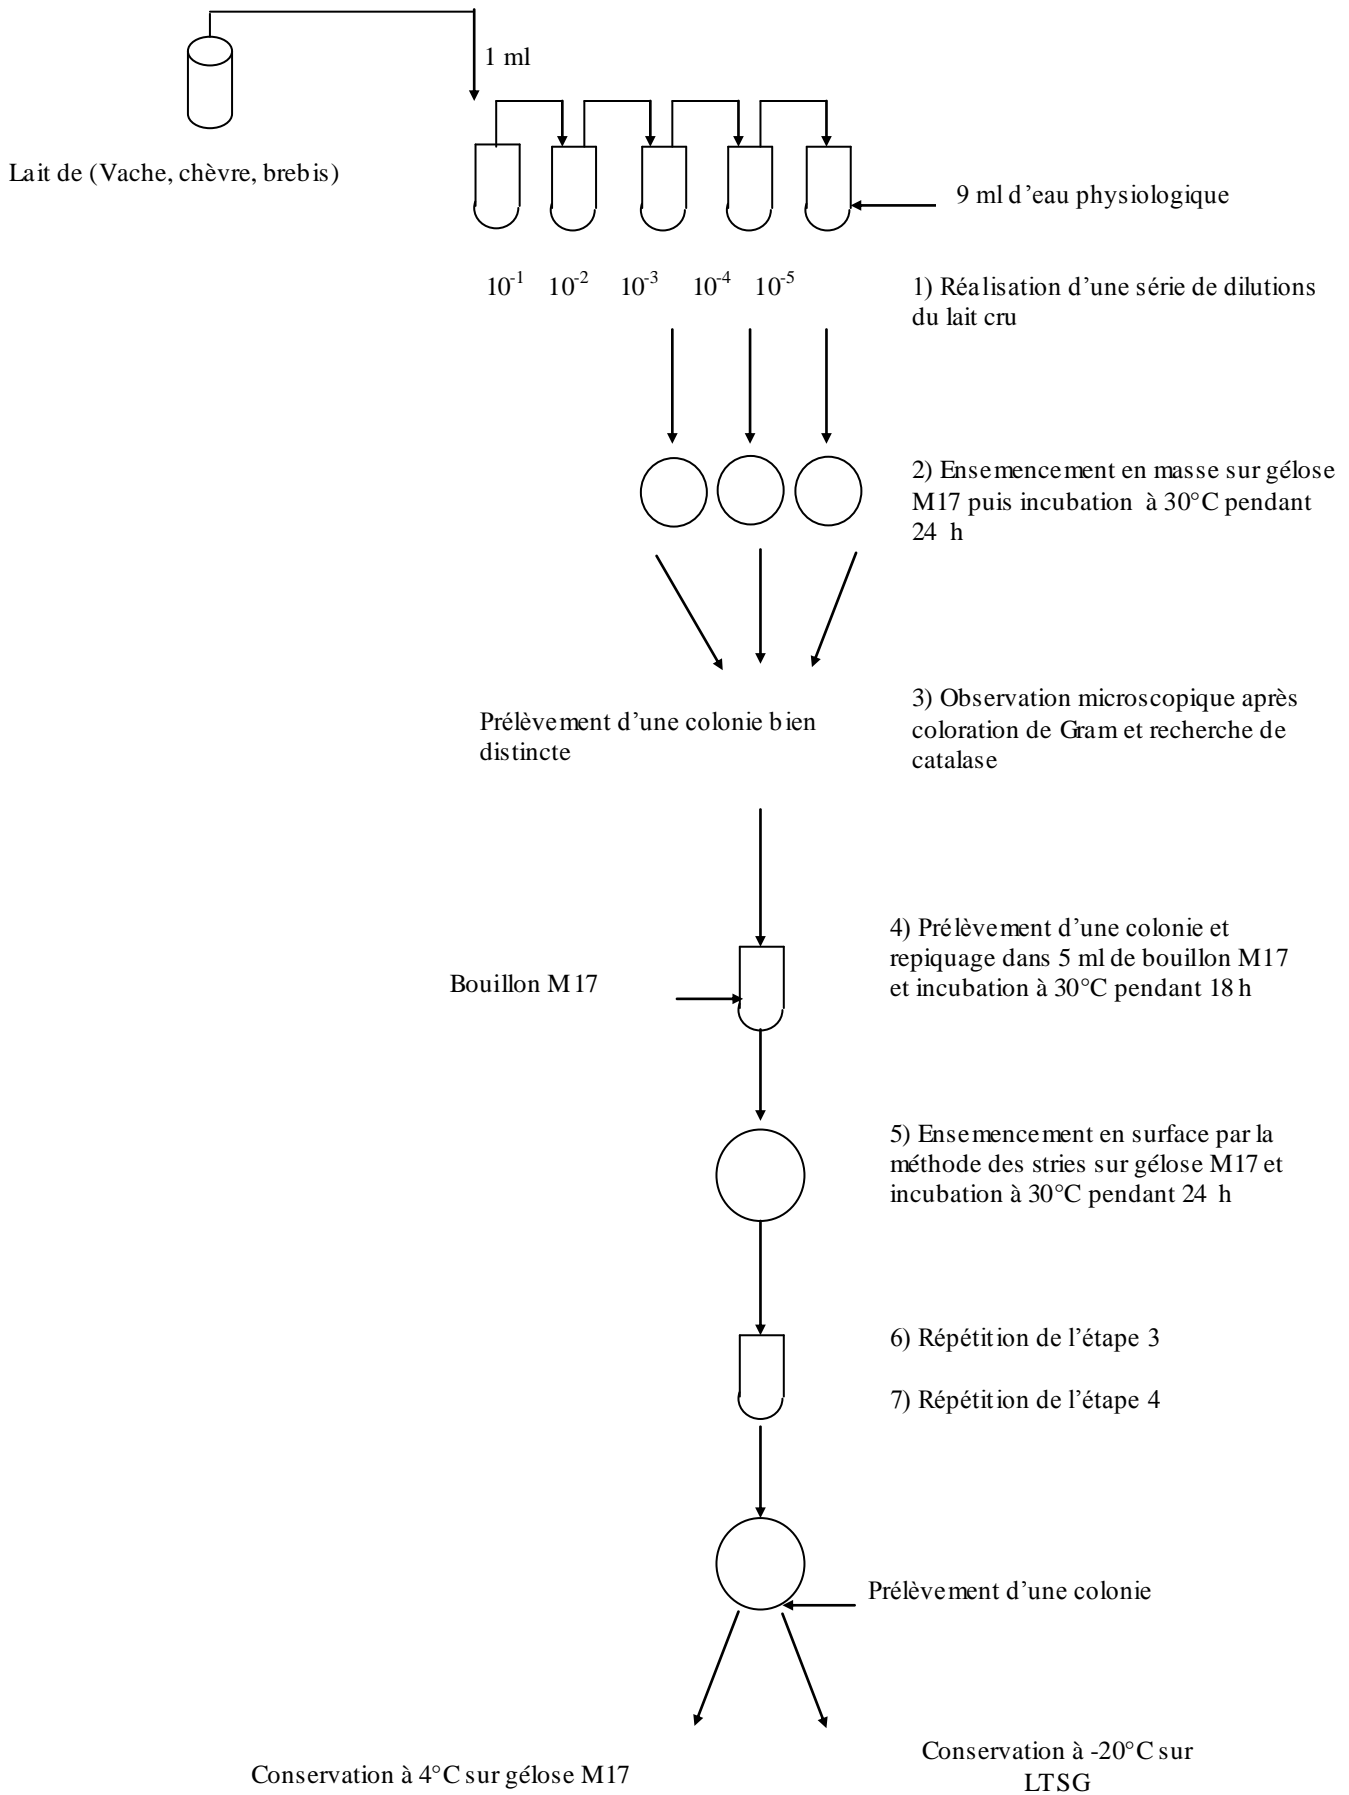 1 ml
Lait de (Vache, chèvre, brebis)
9 ml d’eau physiologique
10⁻¹ 10⁻² 10⁻³ 10⁻⁴ 10⁻⁵
1) Réalisation d’une série de dilutions
du lait cru
2) Ensemencement en masse sur gélose
M17 puis incubation à 30°C pendant
24 h
Prélèvement d’une colonie bien
distincte
3) Observation microscopique après
coloration de Gram et recherche de
catalase
4) Prélèvement d’une colonie et
repiquage dans 5 ml de bouillon M17
et incubation à 30°C pendant 18 h
Bouillon M17
5) Ensemencement en surface par la
méthode des stries sur gélose M17 et
incubation à 30°C pendant 24 h
6) Répétition de l’étape 3
7) Répétition de l’étape 4
Prélèvement d’une colonie
Conservation à 4°C sur gélose M17
Conservation à -20°C sur
LTSG